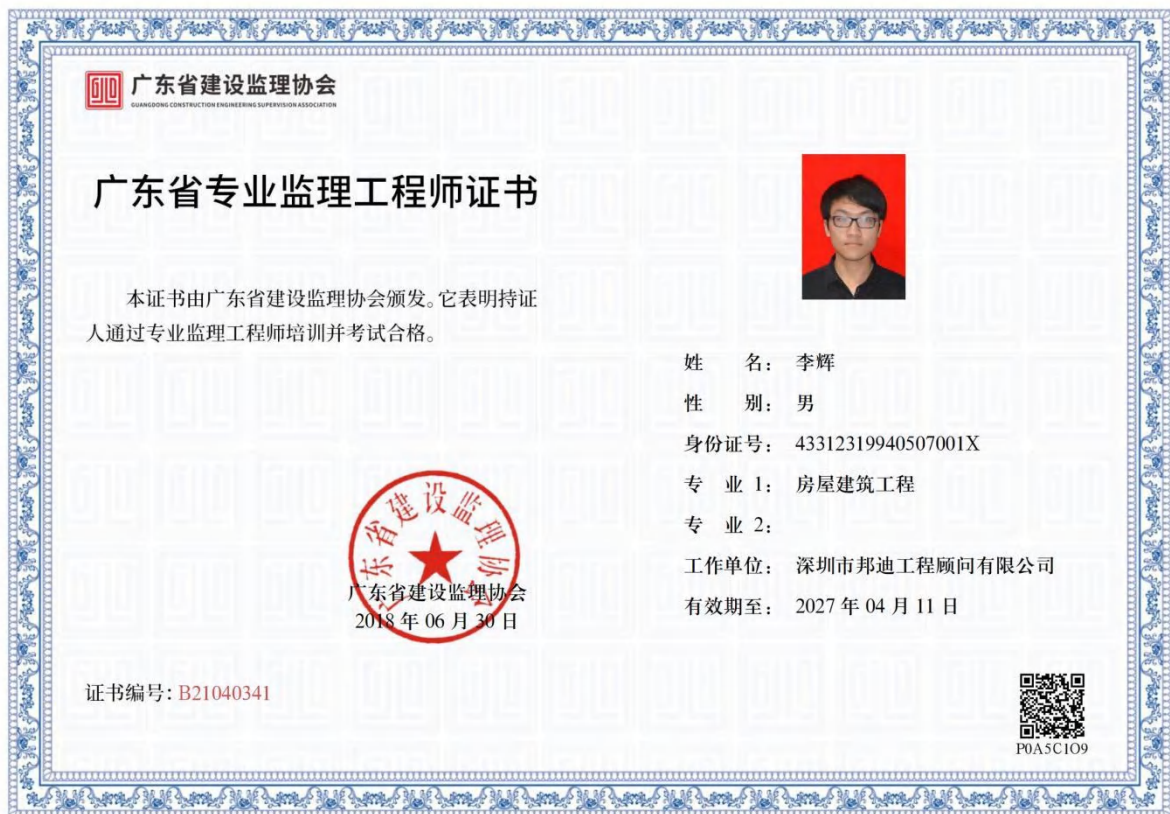 广东省建设监理协会
GUANGDONG CONSTRUCTION ENGINEERING SUPERVISION ASSOCIATION
广东省专业监理工程师证书
本证书由广东省建设监理协会颁发。它表明持证
人通过专业监理工程师培训并考试合格。
广东省建设监理协会
广东省建设监理协会
2018 年 06 月 30 日
证书编号: B21040341
姓 名: 李辉
性 别: 男
身份证号: 43312319940507001X
专 业 1: 房屋建筑工程
专 业 2:
工作单位: 深圳市邦迪工程顾问有限公司
有效期至: 2027 年 04 月 11 日
P0A5C1O9